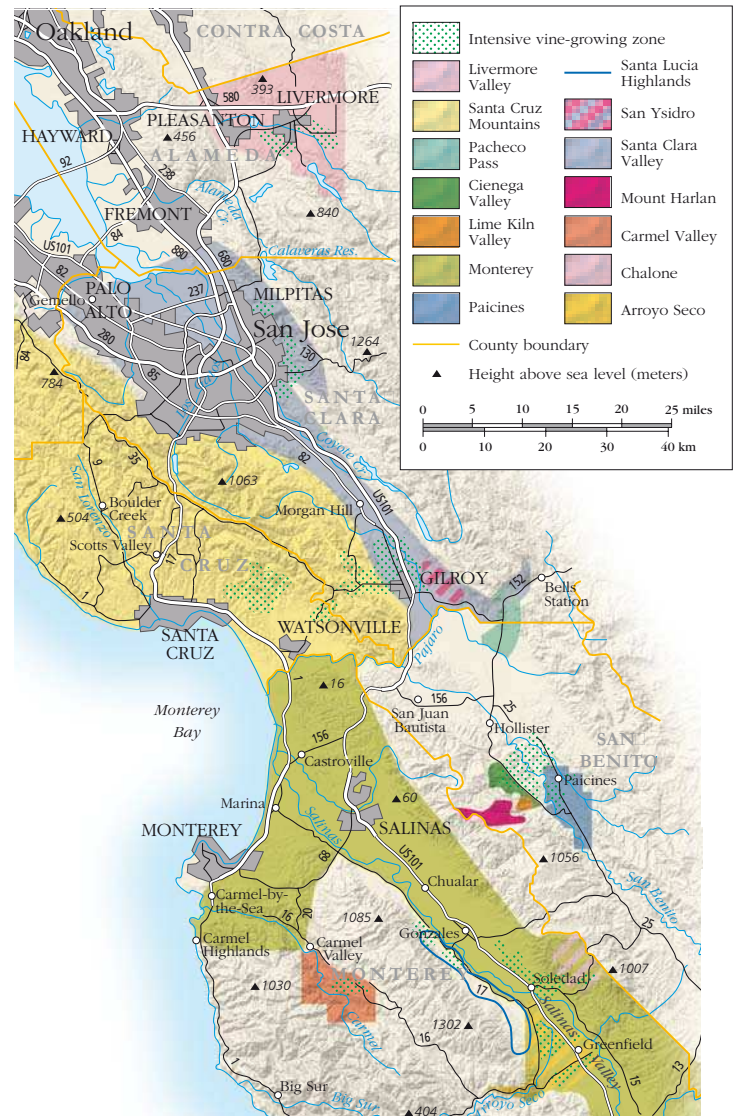 Oakland
CONTRA COSTA
393
580
LIVERMORE
PLEASANTON
HAYWARD
456
ALAMEDA
92
238
Alameda
Cr.
FREMONT
840
84
US101
880
680
Calaveras Res.
82
PALO
ALTO
237
MILPITAS
Gemello
San Jose
280
130
1264
84
784
85
SANTA
CLARA
Coyote Cr.
82
35
9
1063
US101
San Lorenzo
Morgan Hill
Boulder
Creek
504
SANTA
CRUZ
Scotts Valley
17
GILROY
152
Bells
Station
1
WATSONVILLE
SANTA
CRUZ
Pajaro
16
1
156
San Juan
Bautista
25
Hollister
Monterey
Bay
SAN
BENITO
156
Castroville
Paicines
Marina
60
Salinas
MONTEREY
SALINAS
68
US101
1056
San Benito
Chualar
Carmel-by-
the-Sea
16
20
1085
25
Gonzales
Carmel
Highlands
Carmel
Valley
MONTEREY
Soledad
1007
1030
17
Salinas
Valley
Carmel
1302
16
Greenfield
1
15
13
Big Sur
Big Sur
404
Arroyo Seco
Intensive vine-growing zone
Livermore
Valley
Santa Lucia
Highlands
Santa Cruz
Mountains
San Ysidro
Pacheco
Pass
Santa Clara
Valley
Cienega
Valley
Mount Harlan
Lime Kiln
Valley
Carmel Valley
Monterey
Chalone
Paicines
Arroyo Seco
County boundary
Height above sea level (meters)
0 5 10 15 20 25 miles
0 10 20 30 40 km